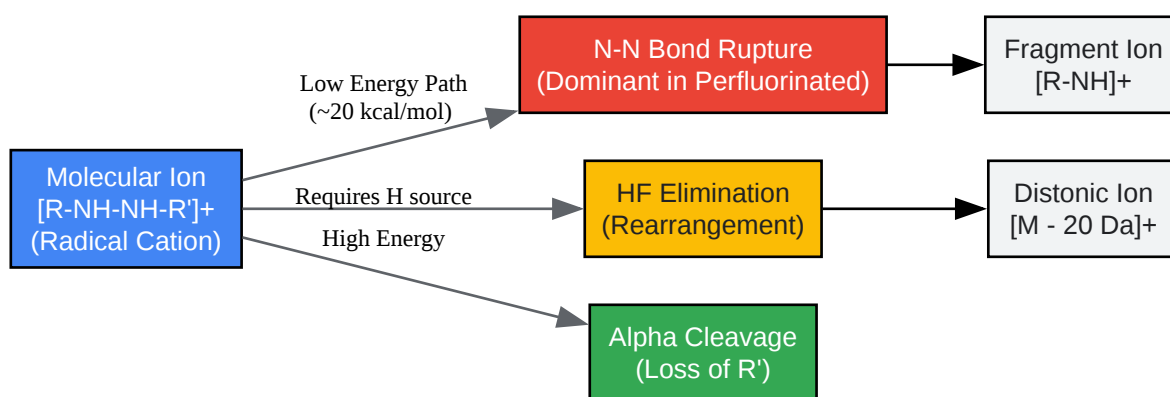 N-N Bond Rupture
(Dominant in Perfluorinated)
Fragment Ion
[R-NH]+
Low Energy Path
(~20 kcal/mol)
Molecular Ion
[R-NH-NH-R']+
(Radical Cation)
Requires H source
HF Elimination
(Rearrangement)
Distonic Ion
[M - 20 Da]+
High Energy
Alpha Cleavage
(Loss of R')